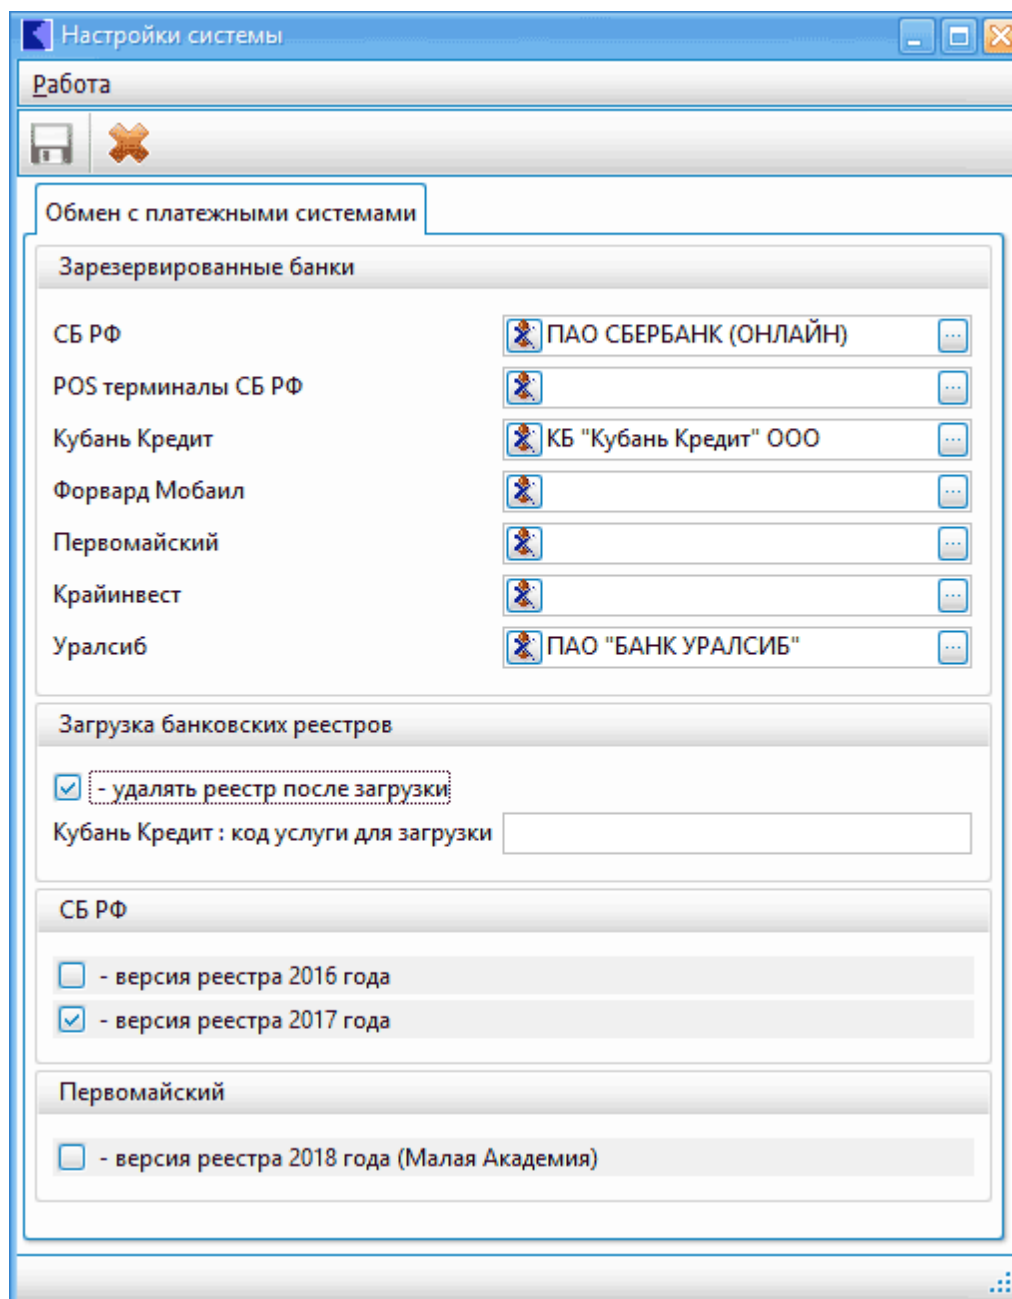 Настройки системы
Работа
Обмен с платежными системами
Зарезервированные банки
СБ РФ ПАО СБЕРБАНК (ОНЛАЙН) ...
POS терминалы СБ РФ ...
Кубань Кредит КБ "Кубань Кредит" ООО ...
Форвард Мобаил ...
Первомайский ...
Крайинвест ...
Уралсиб ПАО "БАНК УРАЛСИБ" ...
Загрузка банковских реестров
- удалять реестр после загрузки
Кубань Кредит : код услуги для загрузки
СБ РФ
- версия реестра 2016 года
- версия реестра 2017 года
Первомайский
- версия реестра 2018 года (Малая Академия)